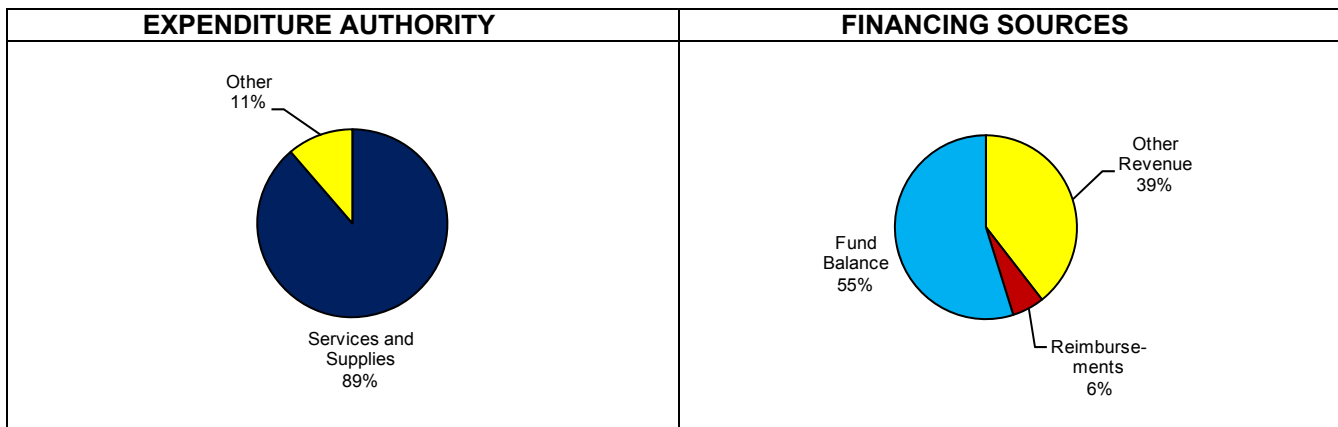 EXPENDITURE AUTHORITY
Other
11%
Services and
Supplies
89%
FINANCING SOURCES
Other
Revenue
39%
Fund
Balance
55%
Reimburse-
ments
6%